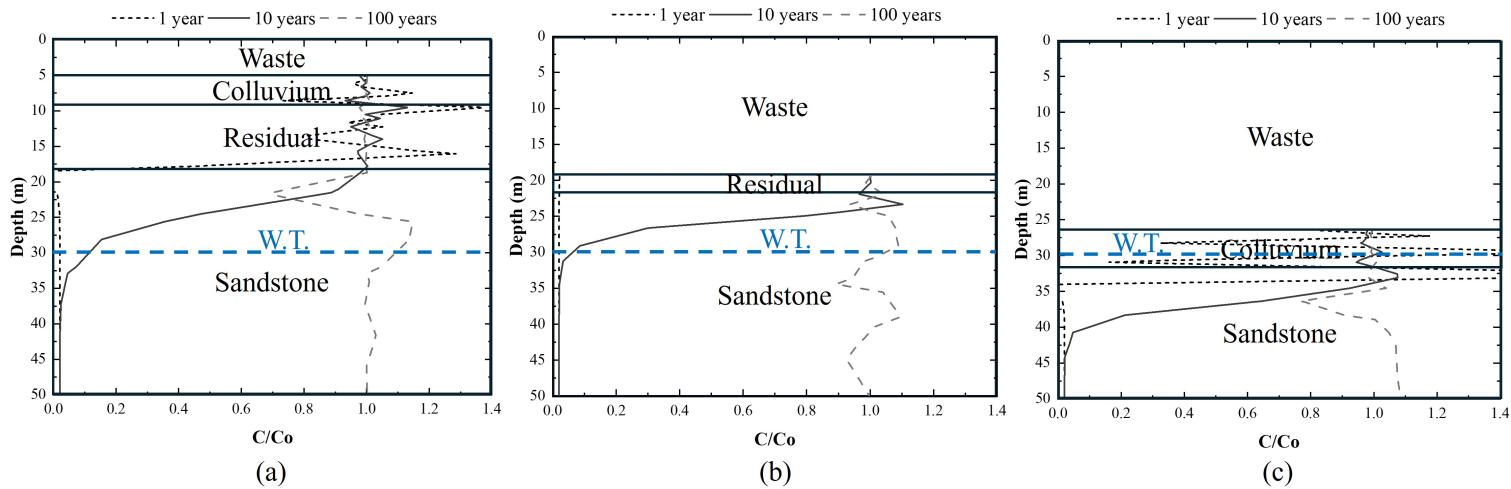 1 year 10 years 100 years
0
5
10
15
20
25
30
35
40
45
50
Depth (m)
Waste
Colluvium
Residual
W.T.
Sandstone
0.0 0.2 0.4 0.6 0.8 1.0 1.2 1.4
C/Co
(a)
1 year 10 years 100 years
0
5
10
15
20
25
30
35
40
45
50
Depth (m)
Waste
Residual
W.T.
Sandstone
0.0 0.2 0.4 0.6 0.8 1.0 1.2 1.4
C/Co
(b)
1 year 10 years 100 years
0
5
10
15
20
25
30
35
40
45
50
Depth (m)
Waste
W.T.
Colluvium
Sandstone
0.0 0.2 0.4 0.6 0.8 1.0 1.2 1.4
C/Co
(c)